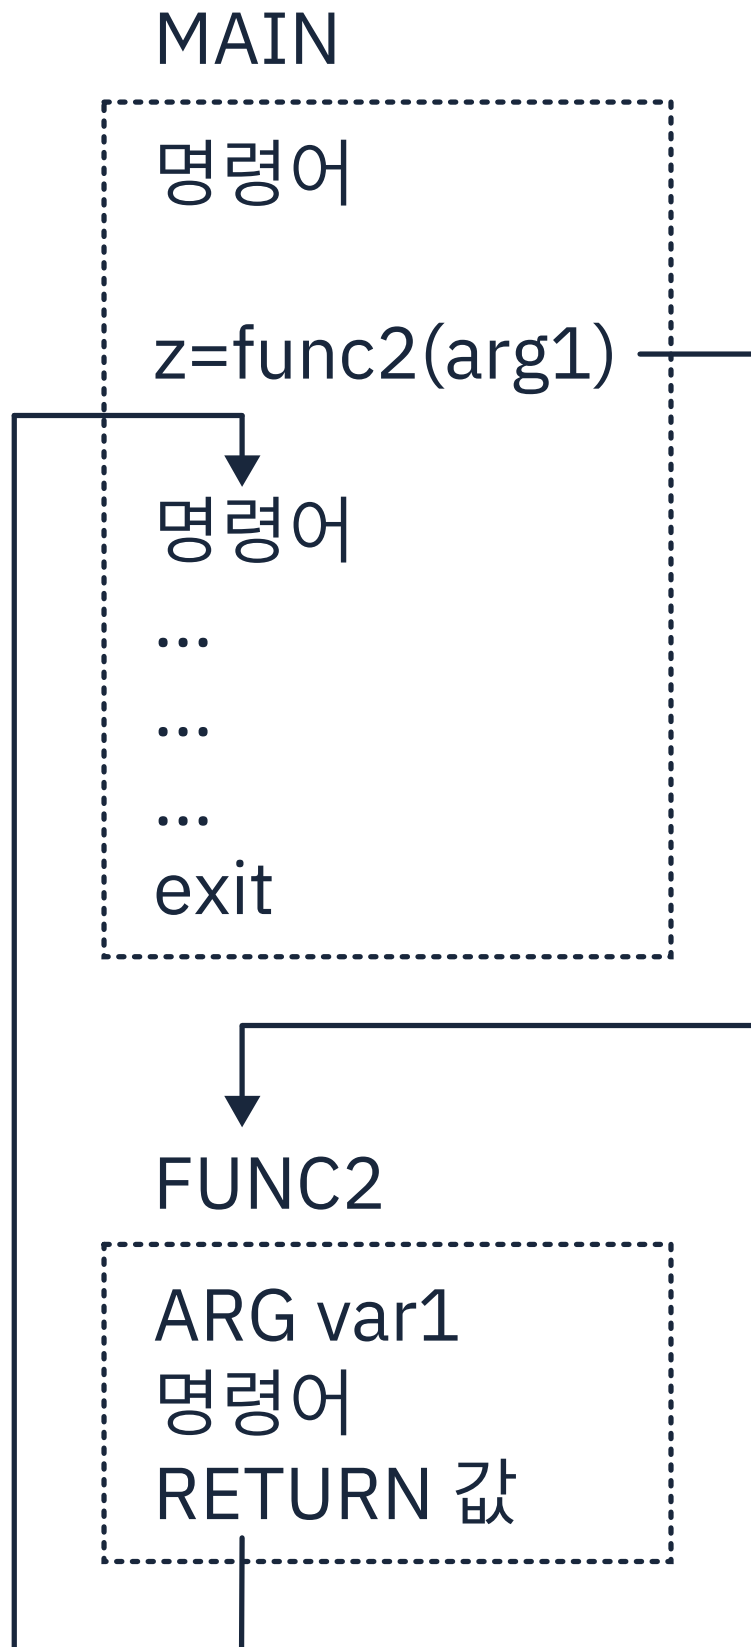 MAIN
명령어
z=func2(arg1)
명령어
...
...
...
exit
FUNC2
ARG var1
명령어
RETURN 값